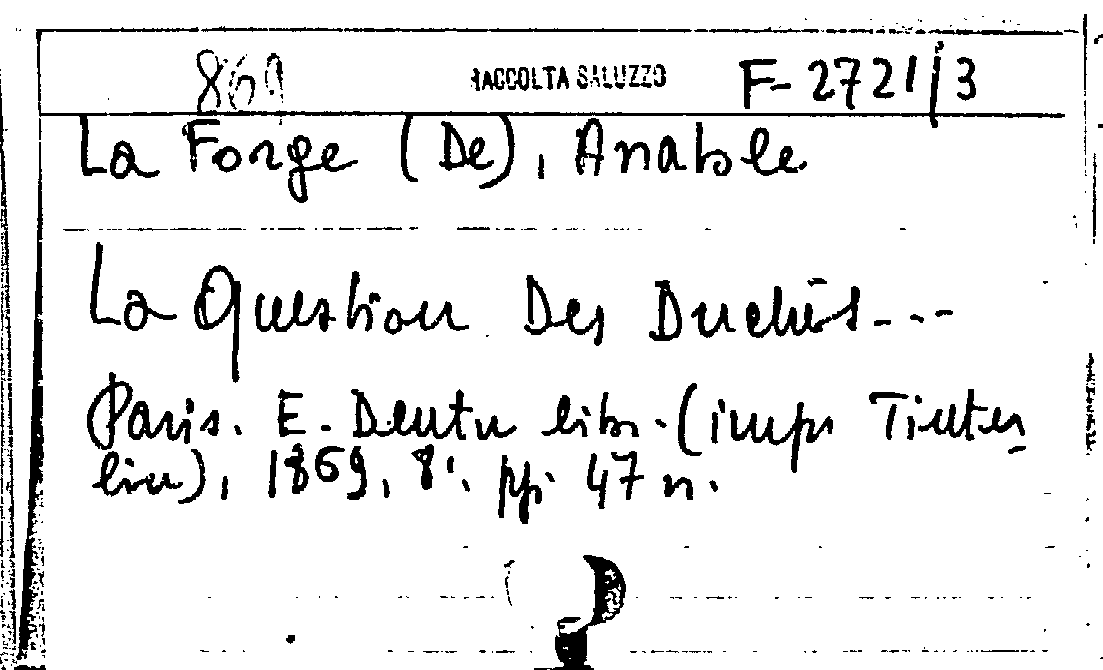 869 RACCOLTA SALUZZO F-2721/3
La Forge (De), Anatole
La Question Des Duchés---
Paris. E. Dentu libr. (impr Tinter
lin), 1869, 8°. pp. 47 n.